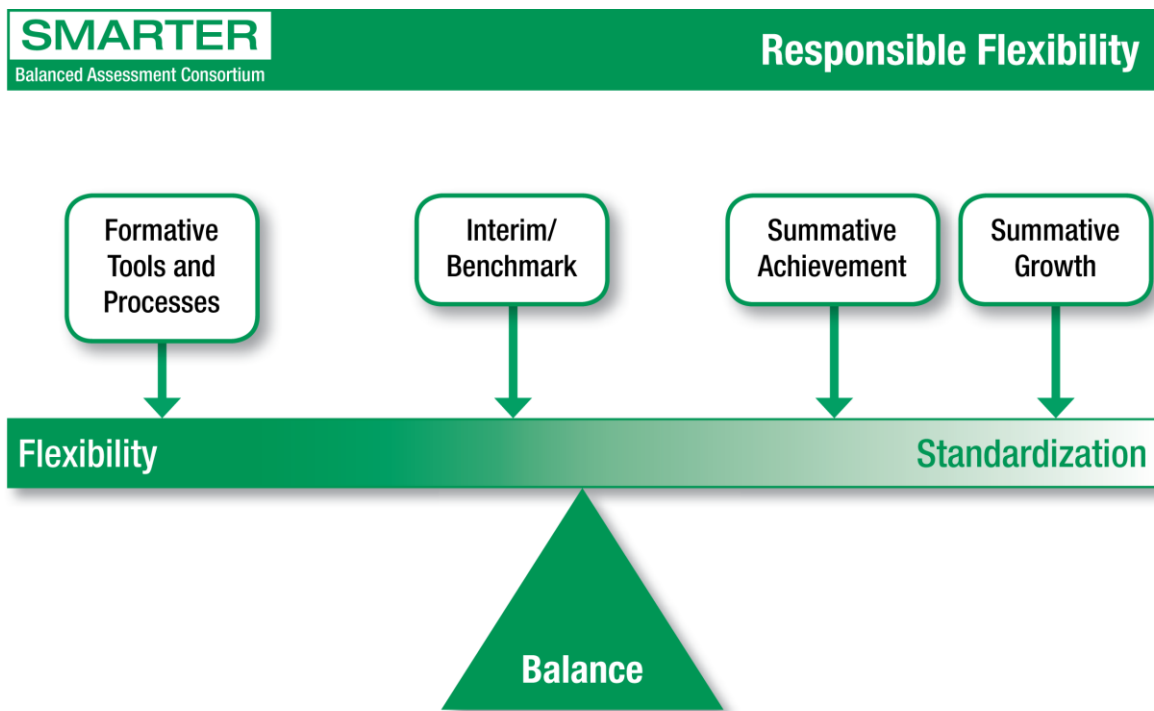 SMARTER
Balanced Assessment Consortium
Responsible Flexibility
Formative
Tools and
Processes
Interim/
Benchmark
Summative
Achievement
Summative
Growth
Flexibility
Standardization
Balance